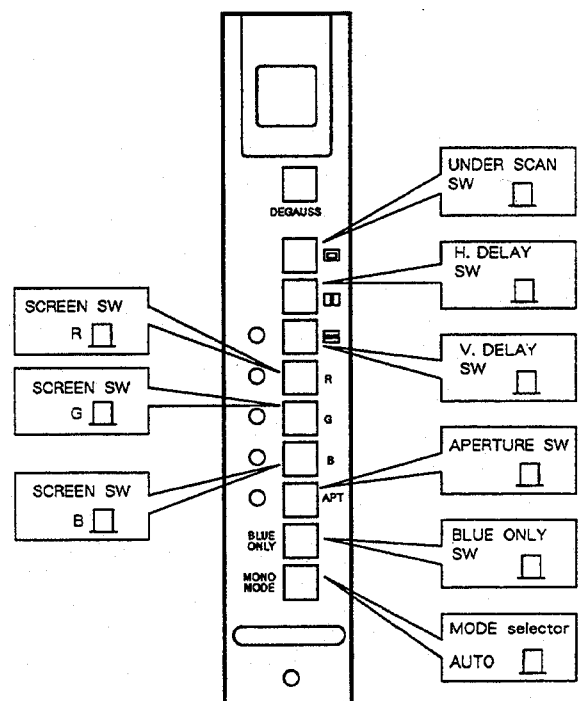 DEGAUSS
UNDER SCAN
SW
H. DELAY
SW
SCREEN SW
R
V. DELAY
SW
R
SCREEN SW
G
G
APERTURE SW
B
SCREEN SW
B
APT
BLUE
ONLY
BLUE ONLY
SW
MONO
MODE
MODE selector
AUTO